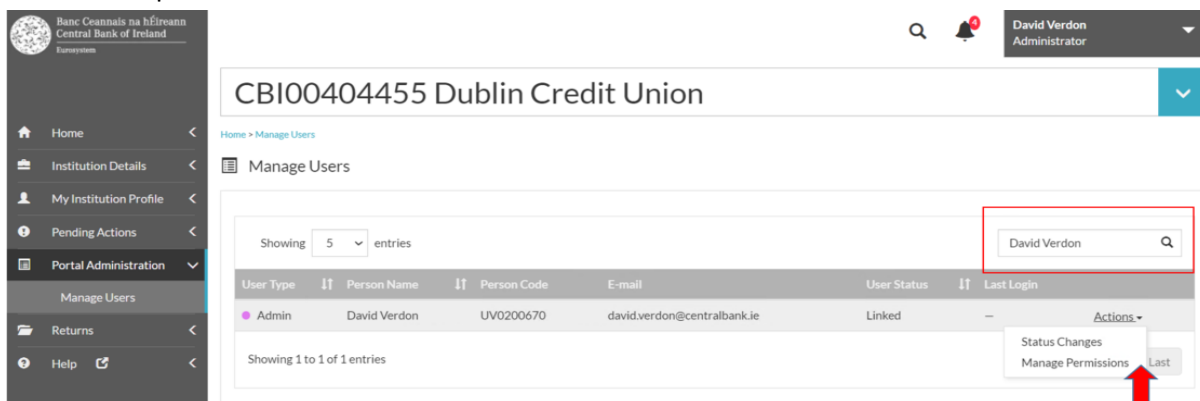 Banc Ceannais na hÉireann
Central Bank of Ireland
Eurosystem
4
David Verdon
Administrator
CBI00404455 Dublin Credit Union
Home
Institution Details
My Institution Profile
Pending Actions
Portal Administration
Manage Users
Returns
Help
Home > Manage Users
Manage Users
Showing 5 entries
David Verdon
User Type Person Name Person Code E-mail User Status Last Login
Admin David Verdon UV0200670 david.verdon@centralbank.ie Linked — Actions
Status Changes
Manage Permissions
Showing 1 to 1 of 1 entries
Last